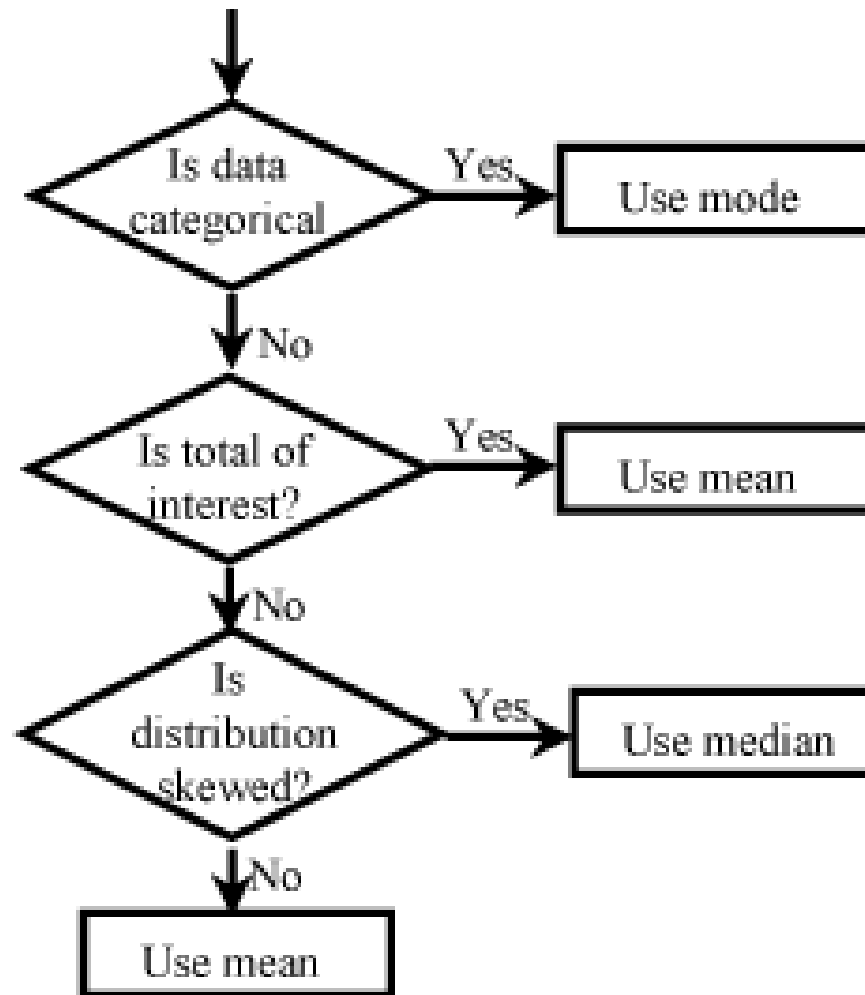 Is data
categorical
Yes
Use mode
No
Is total of
interest?
Yes
Use mean
No
Is
distribution
skewed?
Yes
Use median
No
Use mean